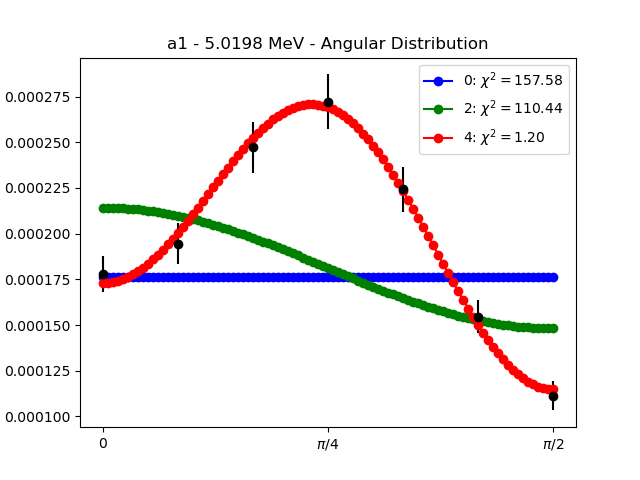 a1 - 5.0198 MeV - Angular Distribution
0: χ² = 157.58
2: χ² = 110.44
4: χ² = 1.20
0.000275
0.000250
0.000225
0.000200
0.000175
0.000150
0.000125
0.000100
0 π/4 π/2